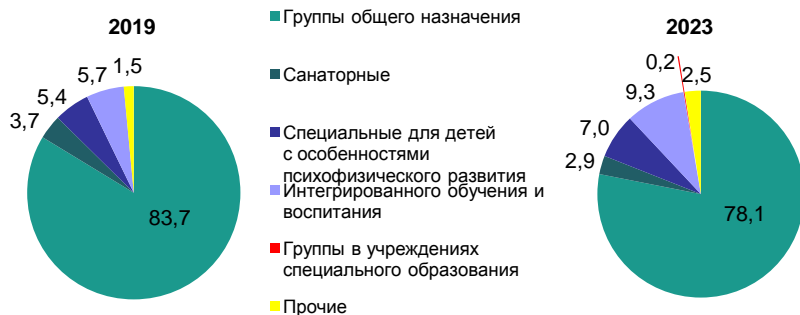 2019
1,5
5,7
5,4
3,7
83,7
Группы общего назначения
Санаторные
Специальные для детей
с особенностями
психофизического развития
Интегрированного обучения и
воспитания
Группы в учреждениях
специального образования
Прочие
2023
0,2
2,5
9,3
7,0
2,9
78,1